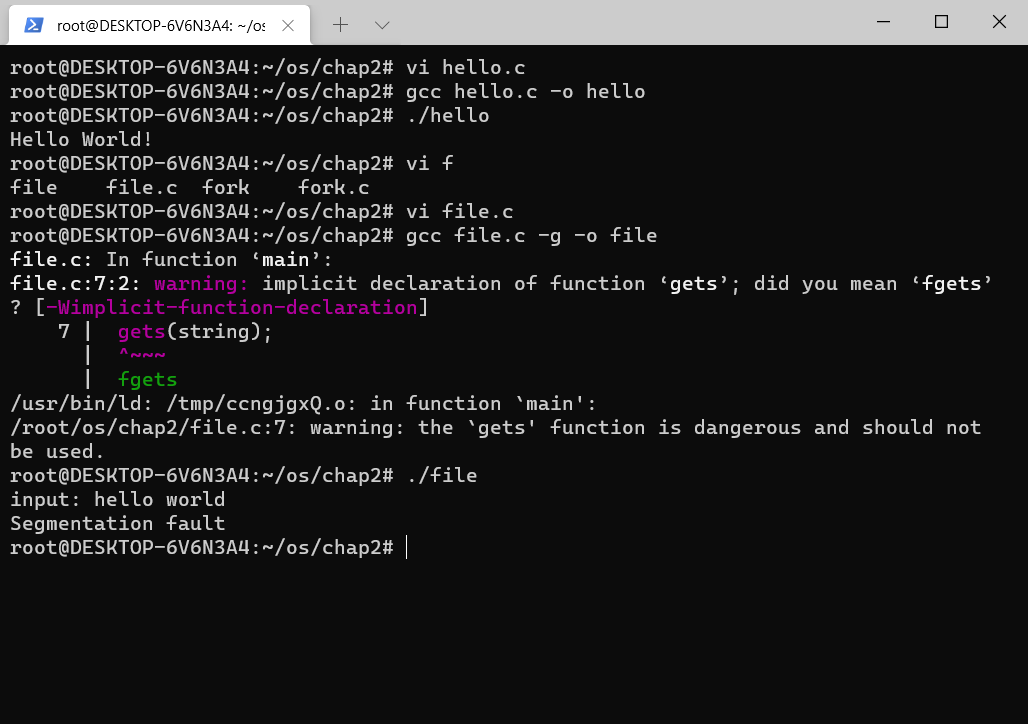 root@DESKTOP-6V6N3A4: ~/os
root@DESKTOP-6V6N3A4:~/os/chap2# vi hello.c
root@DESKTOP-6V6N3A4:~/os/chap2# gcc hello.c -o hello
root@DESKTOP-6V6N3A4:~/os/chap2# ./hello
Hello World!
root@DESKTOP-6V6N3A4:~/os/chap2# vi f
file    file.c  fork    fork.c
root@DESKTOP-6V6N3A4:~/os/chap2# vi file.c
root@DESKTOP-6V6N3A4:~/os/chap2# gcc file.c -g -o file
file.c: In function ‘main’:
file.c:7:2: warning: implicit declaration of function ‘gets’; did you mean ‘fgets’
? [-Wimplicit-function-declaration]
    7 |  gets(string);
      |  ^~~~
      |  fgets
/usr/bin/ld: /tmp/ccngjgxQ.o: in function `main':
/root/os/chap2/file.c:7: warning: the `gets' function is dangerous and should not
be used.
root@DESKTOP-6V6N3A4:~/os/chap2# ./file
input: hello world
Segmentation fault
root@DESKTOP-6V6N3A4:~/os/chap2#